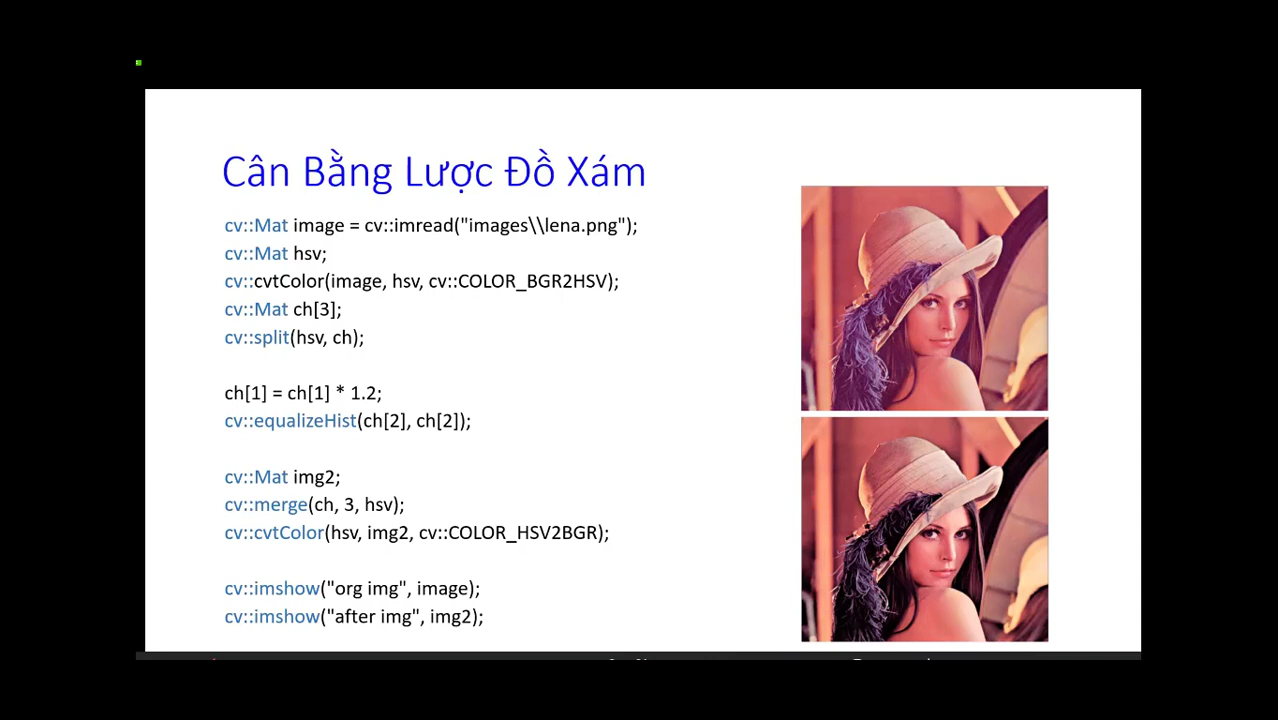 Cân Bằng Lược Đồ Xám
cv::Mat image = cv::imread("images\\lena.png");
cv::Mat hsv;
cv::cvtColor(image, hsv, cv::COLOR_BGR2HSV);
cv::Mat ch[3];
cv::split(hsv, ch);
ch[1] = ch[1] * 1.2;
cv::equalizeHist(ch[2], ch[2]);
cv::Mat img2;
cv::merge(ch, 3, hsv);
cv::cvtColor(hsv, img2, cv::COLOR_HSV2BGR);
cv::imshow("org img", image);
cv::imshow("after img", img2);